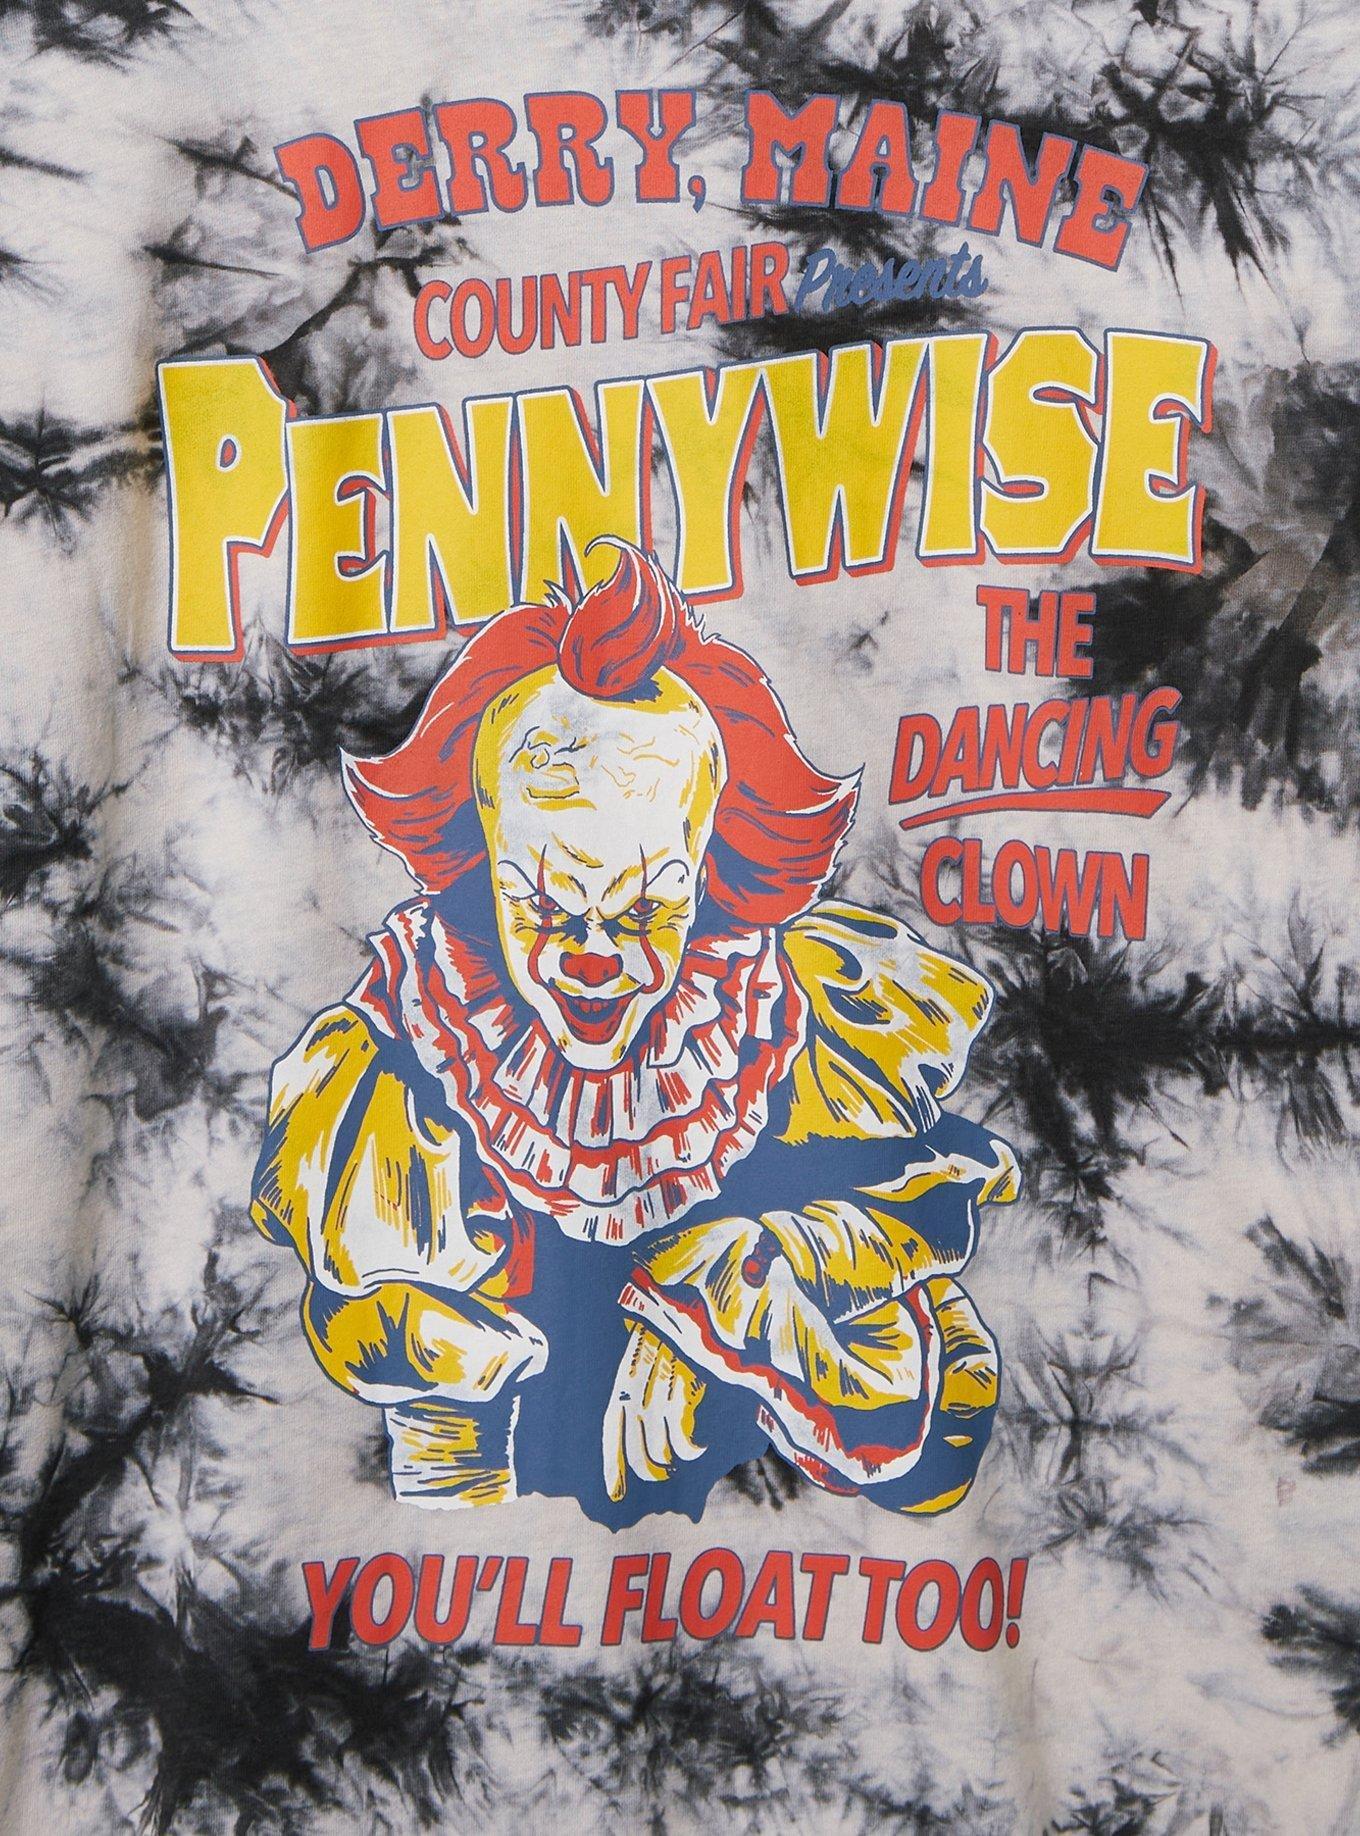 DERRY, MAINE
COUNTY FAIR Presents
PENNYWISE
THE
DANCING
CLOWN
YOU'LL FLOAT TOO!